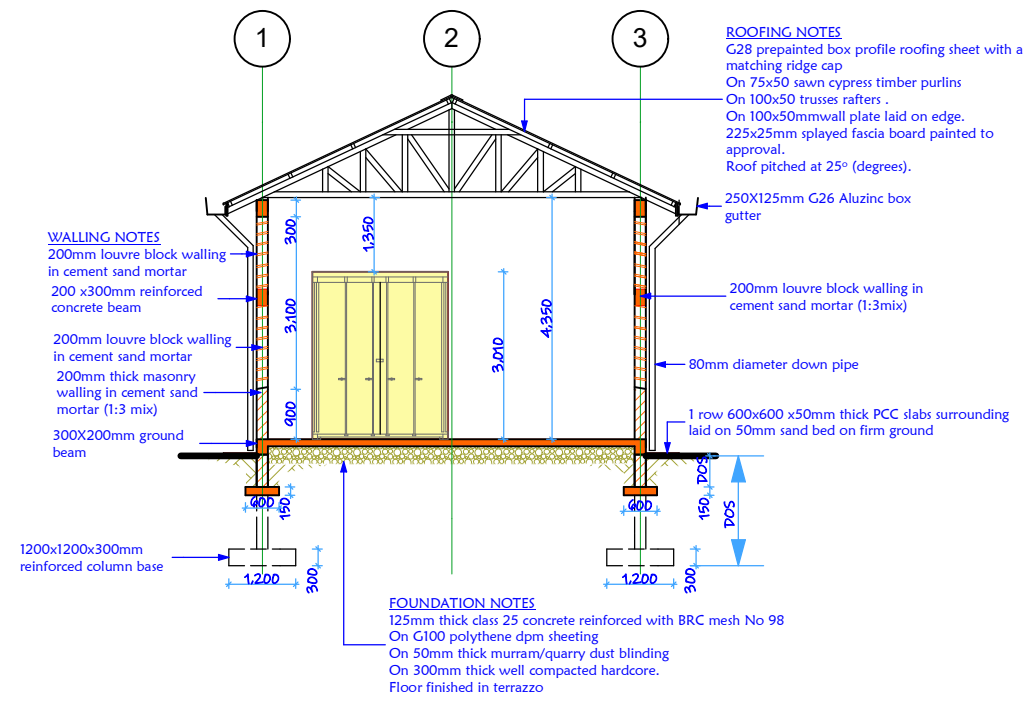 1
2
3
ROOFING NOTES
G28 prepainted box profile roofing sheet with a
matching ridge cap
On 75x50 sawn cypress timber purlins
On 100x50 trusses rafters .
On 100x50mmwall plate laid on edge.
225x25mm splayed fascia board painted to
approval.
Roof pitched at 25º (degrees).
250X125mm G26 Aluzinc box
gutter
WALLING NOTES
200mm louvre block walling
in cement sand mortar
200 x300mm reinforced
concrete beam
200mm louvre block walling
in cement sand mortar
200mm thick masonry
walling in cement sand
mortar (1:3 mix)
300X200mm ground
beam
300
3,100
900
1,350
3,010
4,350
200mm louvre block walling in
cement sand mortar (1:3mix)
80mm diameter down pipe
1 row 600x600 x50mm thick PCC slabs surrounding
laid on 50mm sand bed on firm ground
600
150
600
150
DOS
DOS
1200x1200x300mm
reinforced column base
1,200
300
1,200
300
FOUNDATION NOTES
125mm thick class 25 concrete reinforced with BRC mesh No 98
On G100 polythene dpm sheeting
On 50mm thick murram/quarry dust blinding
On 300mm thick well compacted hardcore.
Floor finished in terrazzo